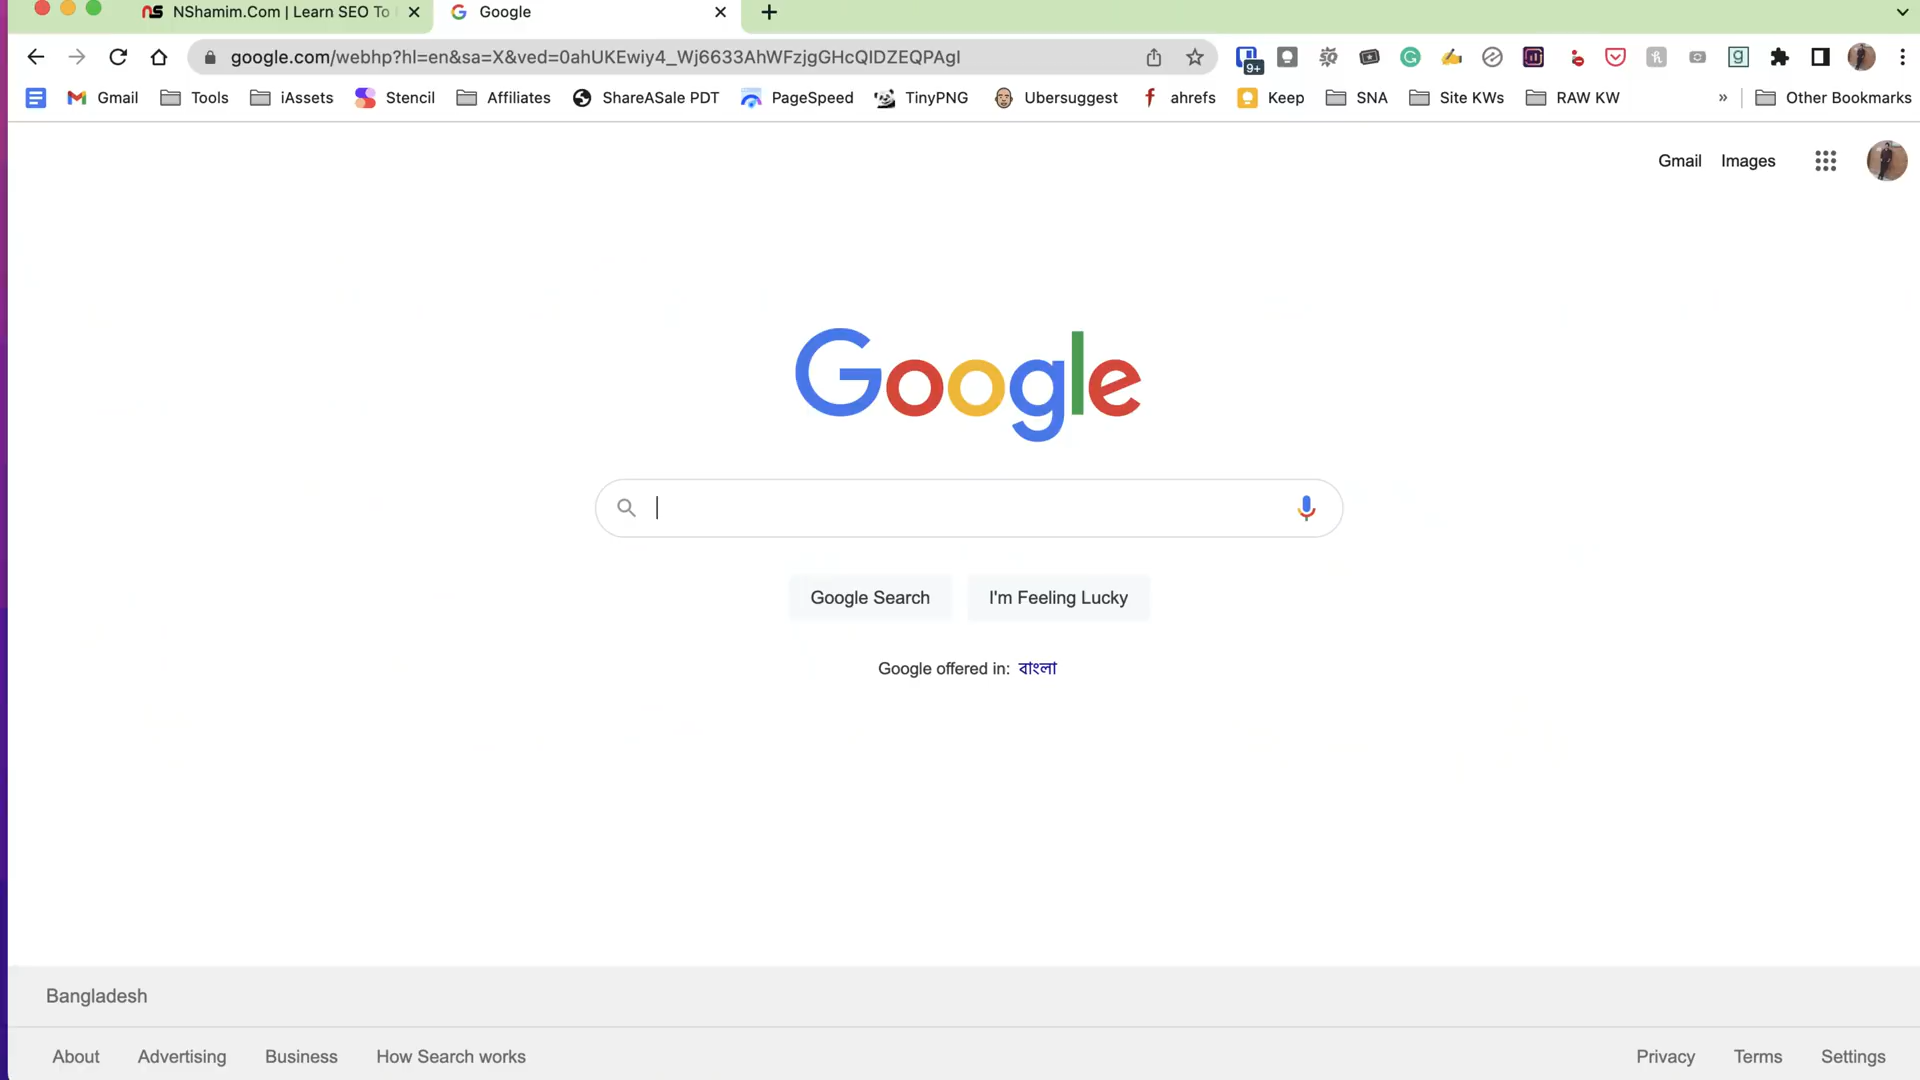 NShamim.Com | Learn SEO To
Google
google.com/webhp?hl=en&sa=X&ved=0ahUKEwiy4_Wj6633AhWFzjgGHcQIDZEQPAgI
9+
Gmail Tools iAssets Stencil Affiliates ShareASale PDT PageSpeed TinyPNG Ubersuggest ahrefs Keep SNA Site KWs RAW KW » Other Bookmarks
Gmail Images
Google
Google Search I'm Feeling Lucky
Google offered in: বাংলা
Bangladesh
About Advertising Business How Search works Privacy Terms Settings